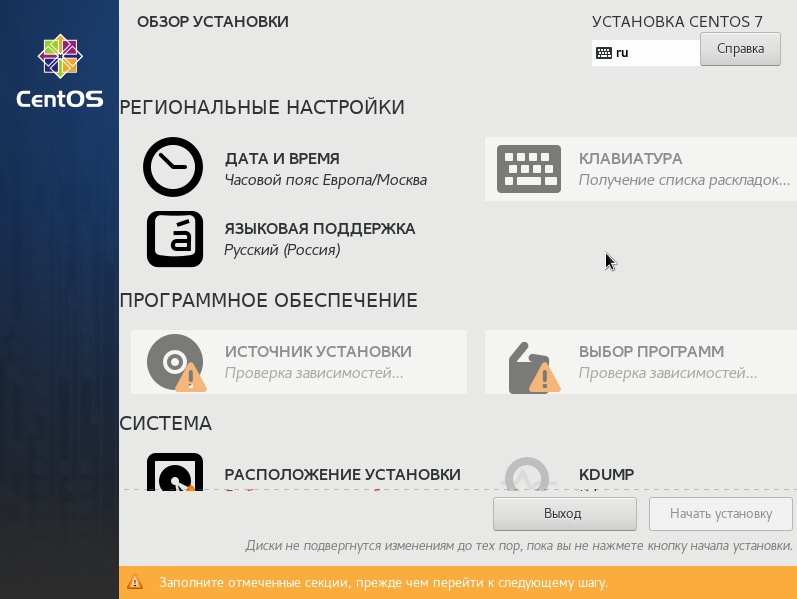 ОБЗОР УСТАНОВКИ
УСТАНОВКА CENTOS 7
ru
Справка
CentOS
РЕГИОНАЛЬНЫЕ НАСТРОЙКИ
ДАТА И ВРЕМЯ
Часовой пояс Европа/Москва
КЛАВИАТУРА
Получение списка раскладок...
ЯЗЫКОВАЯ ПОДДЕРЖКА
Русский (Россия)
ПРОГРАММНОЕ ОБЕСПЕЧЕНИЕ
ИСТОЧНИК УСТАНОВКИ
Проверка зависимостей...
ВЫБОР ПРОГРАММ
Проверка зависимостей...
СИСТЕМА
РАСПОЛОЖЕНИЕ УСТАНОВКИ
KDUMP
Выход
Начать установку
Диски не подвергнутся изменениям до тех пор, пока вы не нажмете кнопку начала установки.
Заполните отмеченные секции, прежде чем перейти к следующему шагу.